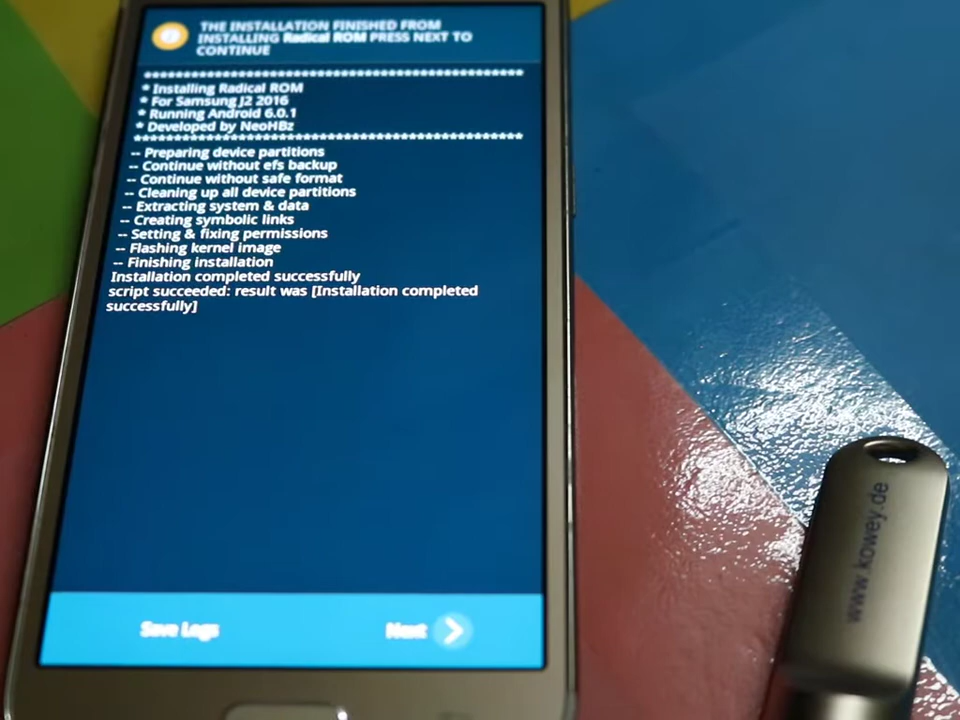 THE INSTALLATION FINISHED FROM
INSTALLING Radical ROM PRESS NEXT TO
CONTINUE
**************************************************
* Installing Radical ROM
* For Samsung J2 2016
* Running Android 6.0.1
* Developed by NeoHBz
**************************************************
-- Preparing device partitions
-- Continue without efs backup
-- Continue without safe format
-- Cleaning up all device partitions
-- Extracting system & data
-- Creating symbolic links
-- Setting & fixing permissions
-- Flashing kernel image
-- Finishing installation
Installation completed successfully
script succeeded: result was [Installation completed
successfully]
Save Logs
Next
www.kowey.de